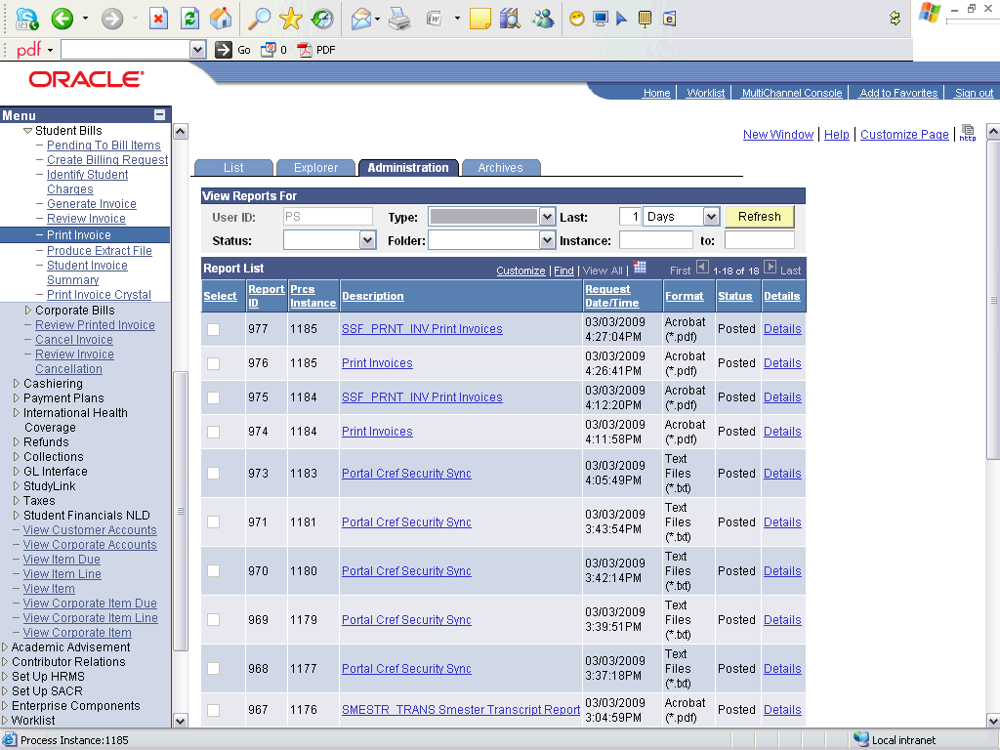 pdf
Go
0
PDF
ORACLE
Home
Worklist
MultiChannel Console
Add to Favorites
Sign out
Menu
Student Bills
Pending To Bill Items
Create Billing Request
Identify Student
Charges
Generate Invoice
Review Invoice
Print Invoice
Produce Extract File
Student Invoice
Summary
Print Invoice Crystal
Corporate Bills
Review Printed Invoice
Cancel Invoice
Review Invoice
Cancellation
Cashiering
Payment Plans
International Health
Coverage
Refunds
Collections
GL Interface
StudyLink
Taxes
Student Financials NLD
View Customer Accounts
View Corporate Accounts
View Item Due
View Item Line
View Item
View Corporate Item Due
View Corporate Item Line
View Corporate Item
Academic Advisement
Contributor Relations
Set Up HRMS
Set Up SACR
Enterprise Components
Worklist
New Window | Help | Customize Page | http
List
Explorer
Administration
Archives
View Reports For
User ID: PS Type: Last: 1 Days Refresh
Status: Folder: Instance: to:
Report List
Customize | Find | View All | First 1-18 of 18 Last
Select Report ID Prcs Instance Description Request Date/Time Format Status Details
977 1185 SSF_PRNT_INV Print Invoices 03/03/2009 4:27:04PM Acrobat (*.pdf) Posted Details
976 1185 Print Invoices 03/03/2009 4:26:41PM Acrobat (*.pdf) Posted Details
975 1184 SSF_PRNT_INV Print Invoices 03/03/2009 4:12:20PM Acrobat (*.pdf) Posted Details
974 1184 Print Invoices 03/03/2009 4:11:58PM Acrobat (*.pdf) Posted Details
973 1183 Portal Cref Security Sync 03/03/2009 4:05:49PM Text Files (*.txt) Posted Details
971 1181 Portal Cref Security Sync 03/03/2009 3:43:54PM Text Files (*.txt) Posted Details
970 1180 Portal Cref Security Sync 03/03/2009 3:42:14PM Text Files (*.txt) Posted Details
969 1179 Portal Cref Security Sync 03/03/2009 3:39:51PM Text Files (*.txt) Posted Details
968 1177 Portal Cref Security Sync 03/03/2009 3:37:18PM Text Files (*.txt) Posted Details
967 1176 SMESTR_TRANS Smester Transcript Report 03/03/2009 3:04:59PM Acrobat (*.pdf) Posted Details
Process Instance:1185
Local intranet